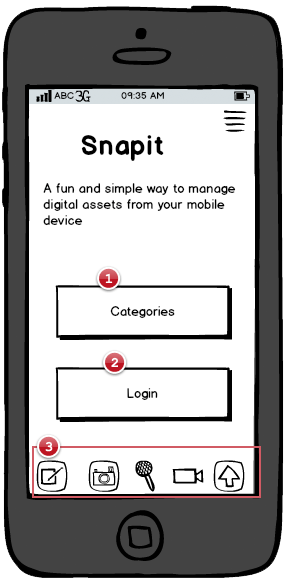 ABC 3G 09:35 AM
Snapit
A fun and simple way to manage
digital assets from your mobile
device
1
Categories
2
Login
3